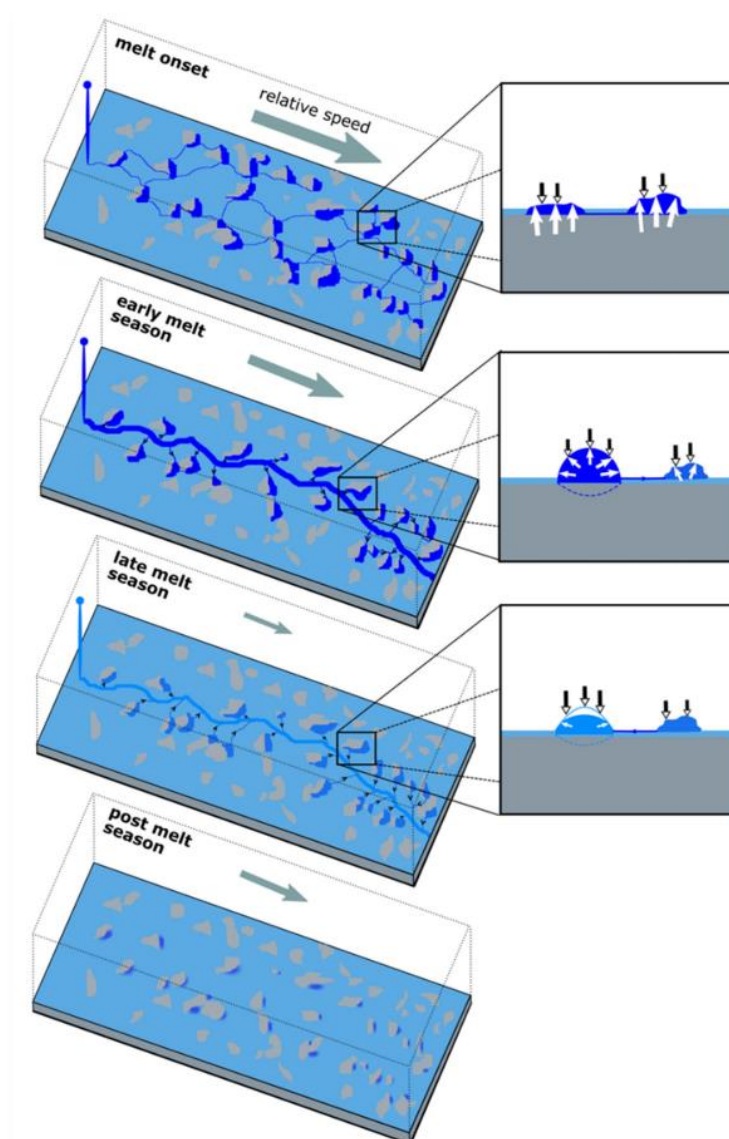 melt onset
relative speed
early melt
season
late melt
season
post melt
season